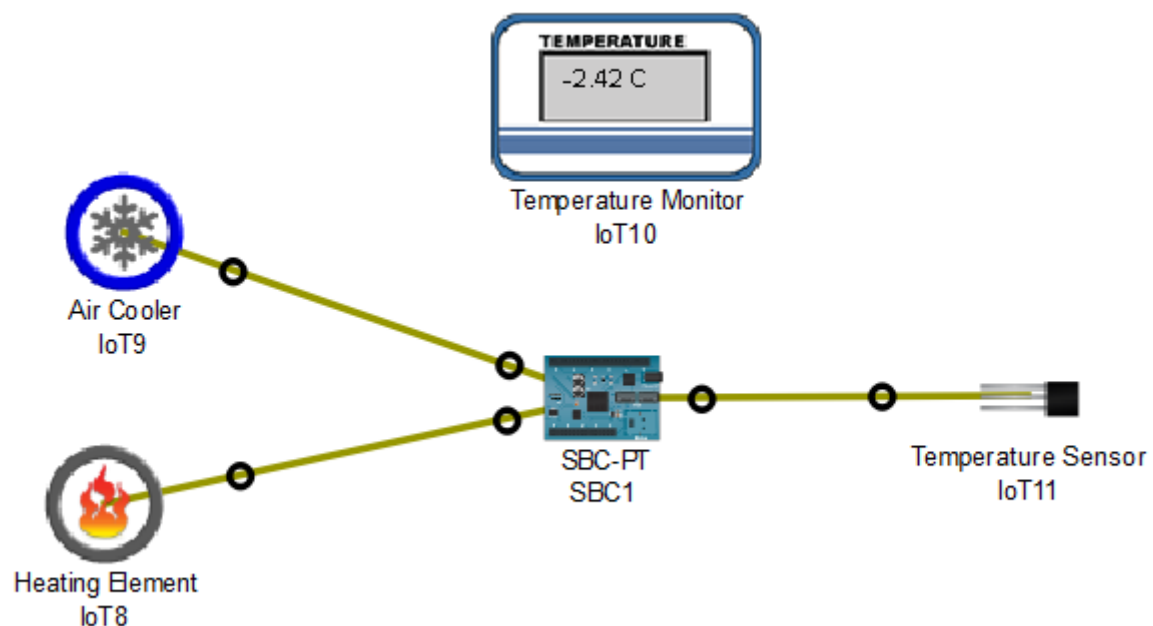 TEMPERATURE
-2.42 C
Temperature Monitor
IoT10
Air Cooler
IoT9
SBC-PT
SBC1
Temperature Sensor
IoT11
Heating Element
IoT8